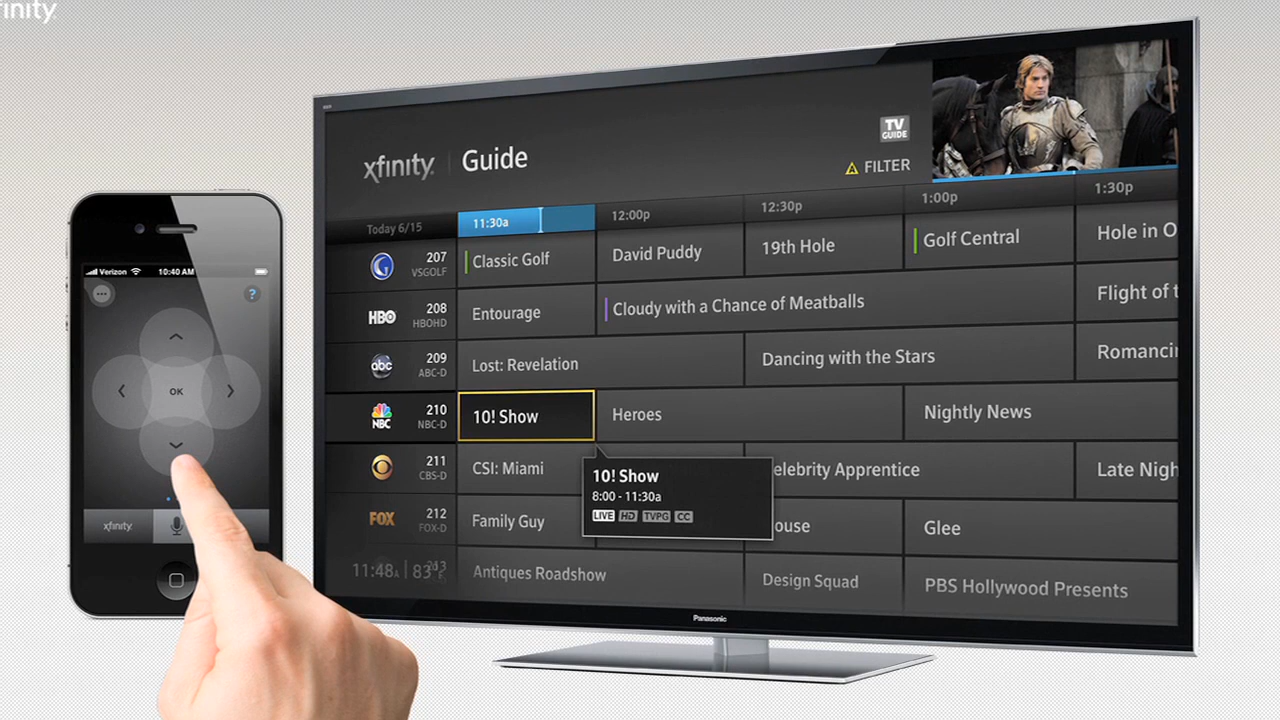 finity
xfinity Guide
TV
GUIDE
FILTER
Today 6/15 11:30a 12:00p 12:30p 1:00p 1:30p
207 VSGOLF Classic Golf David Puddy 19th Hole Golf Central Hole in O
HBO 208 HBOHD Entourage Cloudy with a Chance of Meatballs Flight of t
abc 209 ABC-D Lost: Revelation Dancing with the Stars Romancin
NBC 210 NBC-D 10! Show Heroes Nightly News
211 CBS-D CSI: Miami elebrity Apprentice Late Nigh
10! Show
8:00 - 11:30a
LIVE HD TVPG CC
FOX 212 FOX-D Family Guy ouse Glee
11:48A 83° Antiques Roadshow Design Squad PBS Hollywood Presents
Panasonic
Verizon 10:40 AM
?
OK
xfinity